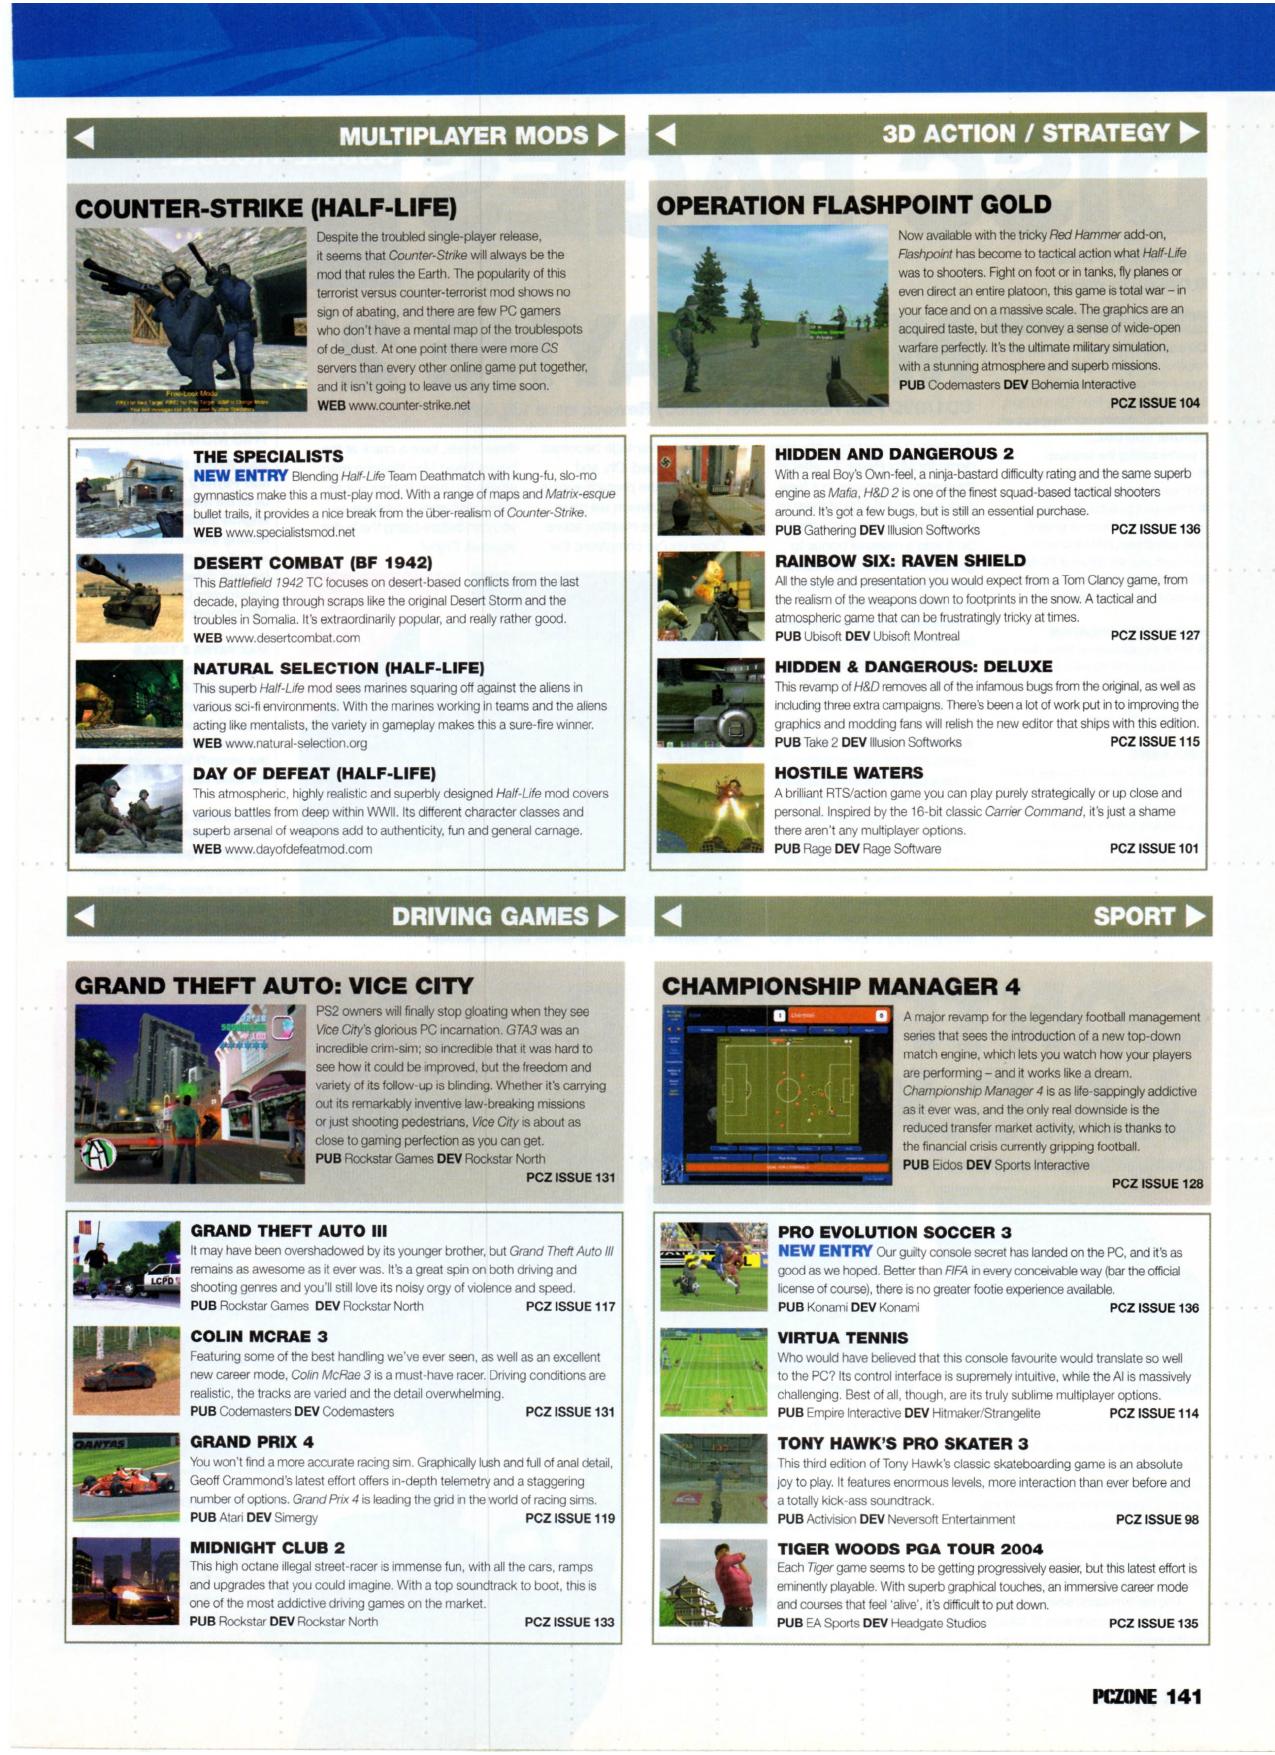 MULTIPLAYER MODS
COUNTER-STRIKE (HALF-LIFE)
Despite the troubled single-player release,
it seems that Counter-Strike will always be the
mod that rules the Earth. The popularity of this
terrorist versus counter-terrorist mod shows no
sign of abating, and there are few PC gamers
who don't have a mental map of the troublespots
of de_dust. At one point there were more CS
servers than every other online game put together,
and it isn't going to leave us any time soon.
WEB www.counter-strike.net
THE SPECIALISTS
NEW ENTRY Blending Half-Life Team Deathmatch with kung-fu, slo-mo
gymnastics make this a must-play mod. With a range of maps and Matrix-esque
bullet trails, it provides a nice break from the über-realism of Counter-Strike.
WEB www.specialistsmod.net
DESERT COMBAT (BF 1942)
This Battlefield 1942 TC focuses on desert-based conflicts from the last
decade, playing through scraps like the original Desert Storm and the
troubles in Somalia. It's extraordinarily popular, and really rather good.
WEB www.desertcombat.com
NATURAL SELECTION (HALF-LIFE)
This superb Half-Life mod sees marines squaring off against the aliens in
various sci-fi environments. With the marines working in teams and the aliens
acting like mentalists, the variety in gameplay makes this a sure-fire winner.
WEB www.natural-selection.org
DAY OF DEFEAT (HALF-LIFE)
This atmospheric, highly realistic and superbly designed Half-Life mod covers
various battles from deep within WWII. Its different character classes and
superb arsenal of weapons add to authenticity, fun and general carnage.
WEB www.dayofdefeatmod.com
3D ACTION / STRATEGY
OPERATION FLASHPOINT GOLD
Now available with the tricky Red Hammer add-on,
Flashpoint has become to tactical action what Half-Life
was to shooters. Fight on foot or in tanks, fly planes or
even direct an entire platoon, this game is total war – in
your face and on a massive scale. The graphics are an
acquired taste, but they convey a sense of wide-open
warfare perfectly. It's the ultimate military simulation,
with a stunning atmosphere and superb missions.
PUB Codemasters DEV Bohemia Interactive
PCZ ISSUE 104
HIDDEN AND DANGEROUS 2
With a real Boy's Own-feel, a ninja-bastard difficulty rating and the same superb
engine as Mafia, H&D 2 is one of the finest squad-based tactical shooters
around. It's got a few bugs, but is still an essential purchase.
PUB Gathering DEV Illusion Softworks PCZ ISSUE 136
RAINBOW SIX: RAVEN SHIELD
All the style and presentation you would expect from a Tom Clancy game, from
the realism of the weapons down to footprints in the snow. A tactical and
atmospheric game that can be frustratingly tricky at times.
PUB Ubisoft DEV Ubisoft Montreal PCZ ISSUE 127
HIDDEN & DANGEROUS: DELUXE
This revamp of H&D removes all of the infamous bugs from the original, as well as
including three extra campaigns. There's been a lot of work put in to improving the
graphics and modding fans will relish the new editor that ships with this edition.
PUB Take 2 DEV Illusion Softworks PCZ ISSUE 115
HOSTILE WATERS
A brilliant RTS/action game you can play purely strategically or up close and
personal. Inspired by the 16-bit classic Carrier Command, it's just a shame
there aren't any multiplayer options.
PUB Rage DEV Rage Software PCZ ISSUE 101
DRIVING GAMES
GRAND THEFT AUTO: VICE CITY
PS2 owners will finally stop gloating when they see
Vice City's glorious PC incarnation. GTA3 was an
incredible crim-sim; so incredible that it was hard to
see how it could be improved, but the freedom and
variety of its follow-up is blinding. Whether it's carrying
out its remarkably inventive law-breaking missions
or just shooting pedestrians, Vice City is about as
close to gaming perfection as you can get.
PUB Rockstar Games DEV Rockstar North
PCZ ISSUE 131
GRAND THEFT AUTO III
It may have been overshadowed by its younger brother, but Grand Theft Auto III
remains as awesome as it ever was. It's a great spin on both driving and
shooting genres and you'll still love its noisy orgy of violence and speed.
PUB Rockstar Games DEV Rockstar North PCZ ISSUE 117
LCPD
COLIN MCRAE 3
Featuring some of the best handling we've ever seen, as well as an excellent
new career mode, Colin McRae 3 is a must-have racer. Driving conditions are
realistic, the tracks are varied and the detail overwhelming.
PUB Codemasters DEV Codemasters PCZ ISSUE 131
QANTAS
GRAND PRIX 4
You won't find a more accurate racing sim. Graphically lush and full of anal detail,
Geoff Crammond's latest effort offers in-depth telemetry and a staggering
number of options. Grand Prix 4 is leading the grid in the world of racing sims.
PUB Atari DEV Simergy PCZ ISSUE 119
MIDNIGHT CLUB 2
This high octane illegal street-racer is immense fun, with all the cars, ramps
and upgrades that you could imagine. With a top soundtrack to boot, this is
one of the most addictive driving games on the market.
PUB Rockstar DEV Rockstar North PCZ ISSUE 133
SPORT
CHAMPIONSHIP MANAGER 4
A major revamp for the legendary football management
series that sees the introduction of a new top-down
match engine, which lets you watch how your players
are performing – and it works like a dream.
Championship Manager 4 is as life-sappingly addictive
as it ever was, and the only real downside is the
reduced transfer market activity, which is thanks to
the financial crisis currently gripping football.
PUB Eidos DEV Sports Interactive
PCZ ISSUE 128
PRO EVOLUTION SOCCER 3
NEW ENTRY Our guilty console secret has landed on the PC, and it's as
good as we hoped. Better than FIFA in every conceivable way (bar the official
license of course), there is no greater footie experience available.
PUB Konami DEV Konami PCZ ISSUE 136
VIRTUA TENNIS
Who would have believed that this console favourite would translate so well
to the PC? Its control interface is supremely intuitive, while the AI is massively
challenging. Best of all, though, are its truly sublime multiplayer options.
PUB Empire Interactive DEV Hitmaker/Strangelite PCZ ISSUE 114
TONY HAWK'S PRO SKATER 3
This third edition of Tony Hawk's classic skateboarding game is an absolute
joy to play. It features enormous levels, more interaction than ever before and
a totally kick-ass soundtrack.
PUB Activision DEV Neversoft Entertainment PCZ ISSUE 98
TIGER WOODS PGA TOUR 2004
Each Tiger game seems to be getting progressively easier, but this latest effort is
eminently playable. With superb graphical touches, an immersive career mode
and courses that feel 'alive', it's difficult to put down.
PUB EA Sports DEV Headgate Studios PCZ ISSUE 135
PCZONE 141